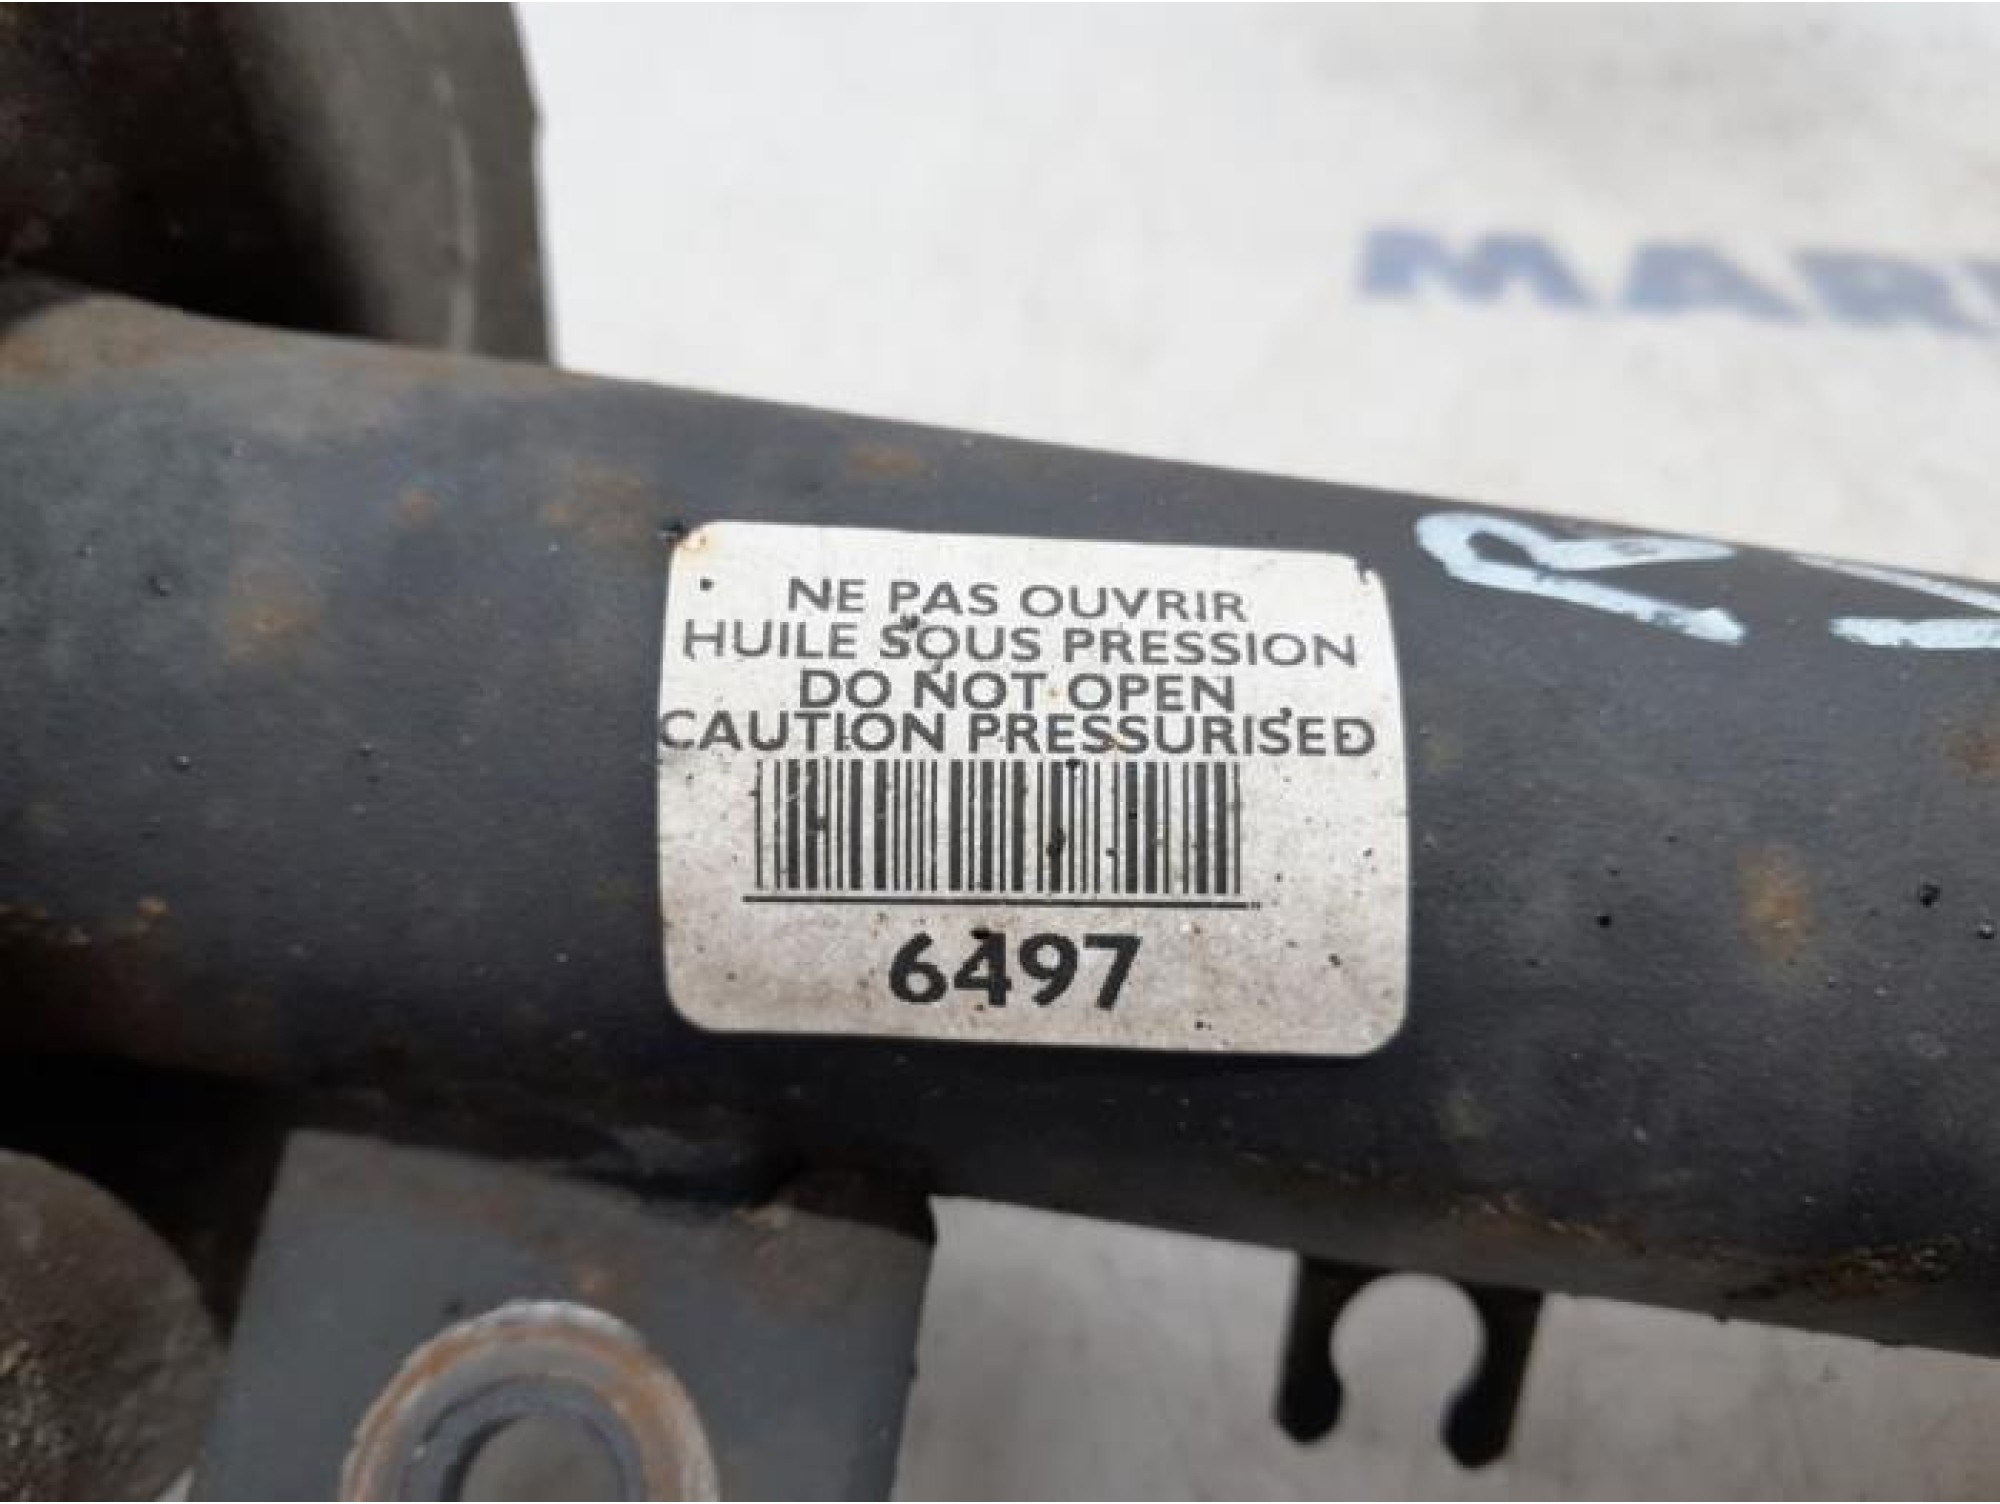 NE PAS OUVRIR
HUILE SOUS PRESSION
DO NOT OPEN
CAUTION PRESSURISED
6497